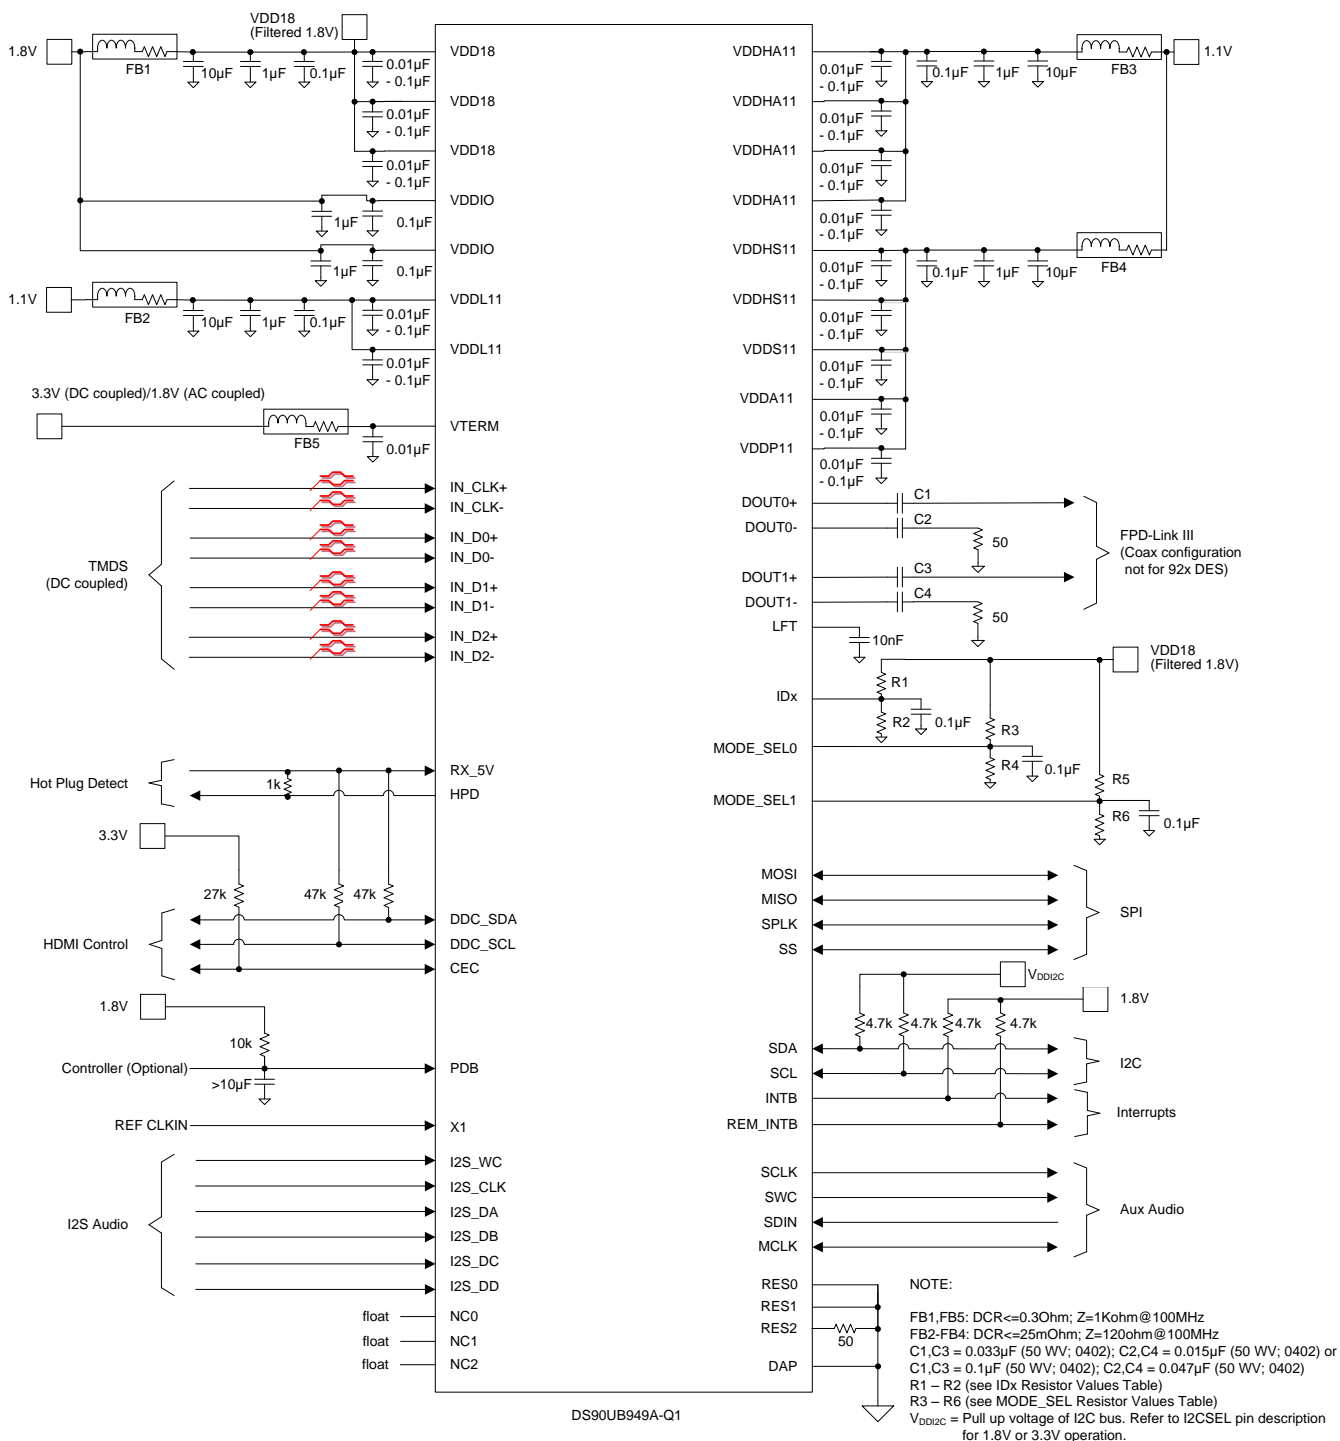 VDD18
(Filtered 1.8V)
1.8V
FB1
10µF
1µF
0.1µF
0.01µF
- 0.1µF
VDD18
0.01µF
- 0.1µF
VDD18
0.01µF
- 0.1µF
VDD18
1µF
0.1µF
VDDIO
1µF
0.1µF
VDDIO
1.1V
FB2
10µF
1µF
0.1µF
0.01µF
- 0.1µF
VDDL11
0.01µF
- 0.1µF
VDDL11
3.3V (DC coupled)/1.8V (AC coupled)
FB5
0.01µF
VTERM
TMDS
(DC coupled)
IN_CLK+
IN_CLK-
IN_D0+
IN_D0-
IN_D1+
IN_D1-
IN_D2+
IN_D2-
Hot Plug Detect
1k
RX_5V
HPD
3.3V
27k
47k
47k
HDMI Control
DDC_SDA
DDC_SCL
CEC
1.8V
10k
Controller (Optional)
>10µF
PDB
REF CLKIN
X1
I2S Audio
I2S_WC
I2S_CLK
I2S_DA
I2S_DB
I2S_DC
I2S_DD
float
NC0
float
NC1
float
NC2
VDDHA11
0.01µF
- 0.1µF
0.1µF
1µF
10µF
FB3
1.1V
VDDHA11
0.01µF
- 0.1µF
VDDHA11
0.01µF
- 0.1µF
VDDHA11
0.01µF
- 0.1µF
VDDHS11
0.01µF
- 0.1µF
0.1µF
1µF
10µF
FB4
VDDHS11
0.01µF
- 0.1µF
VDDS11
0.01µF
- 0.1µF
VDDA11
0.01µF
- 0.1µF
VDDP11
0.01µF
- 0.1µF
DOUT0+
C1
DOUT0-
C2
50
DOUT1+
C3
DOUT1-
C4
50
FPD-Link III
(Coax configuration
not for 92x DES)
LFT
10nF
VDD18
(Filtered 1.8V)
IDx
R1
R2
0.1µF
MODE_SEL0
R3
R4
0.1µF
MODE_SEL1
R5
R6
0.1µF
MOSI
MISO
SPLK
SS
SPI
VDDI2C
1.8V
4.7k
4.7k
4.7k
4.7k
SDA
SCL
I2C
INTB
REM_INTB
Interrupts
SCLK
SWC
SDIN
MCLK
Aux Audio
RES0
RES1
RES2
50
DAP
DS90UB949A-Q1
NOTE:
FB1,FB5: DCR<=0.3Ohm; Z=1Kohm@100MHz
FB2-FB4: DCR<=25mOhm; Z=120ohm@100MHz
C1,C3 = 0.033µF (50 WV; 0402); C2,C4 = 0.015µF (50 WV; 0402) or
C1,C3 = 0.1µF (50 WV; 0402); C2,C4 = 0.047µF (50 WV; 0402)
R1 – R2 (see IDx Resistor Values Table)
R3 – R6 (see MODE_SEL Resistor Values Table)
VDDI2C = Pull up voltage of I2C bus. Refer to I2CSEL pin description
for 1.8V or 3.3V operation.